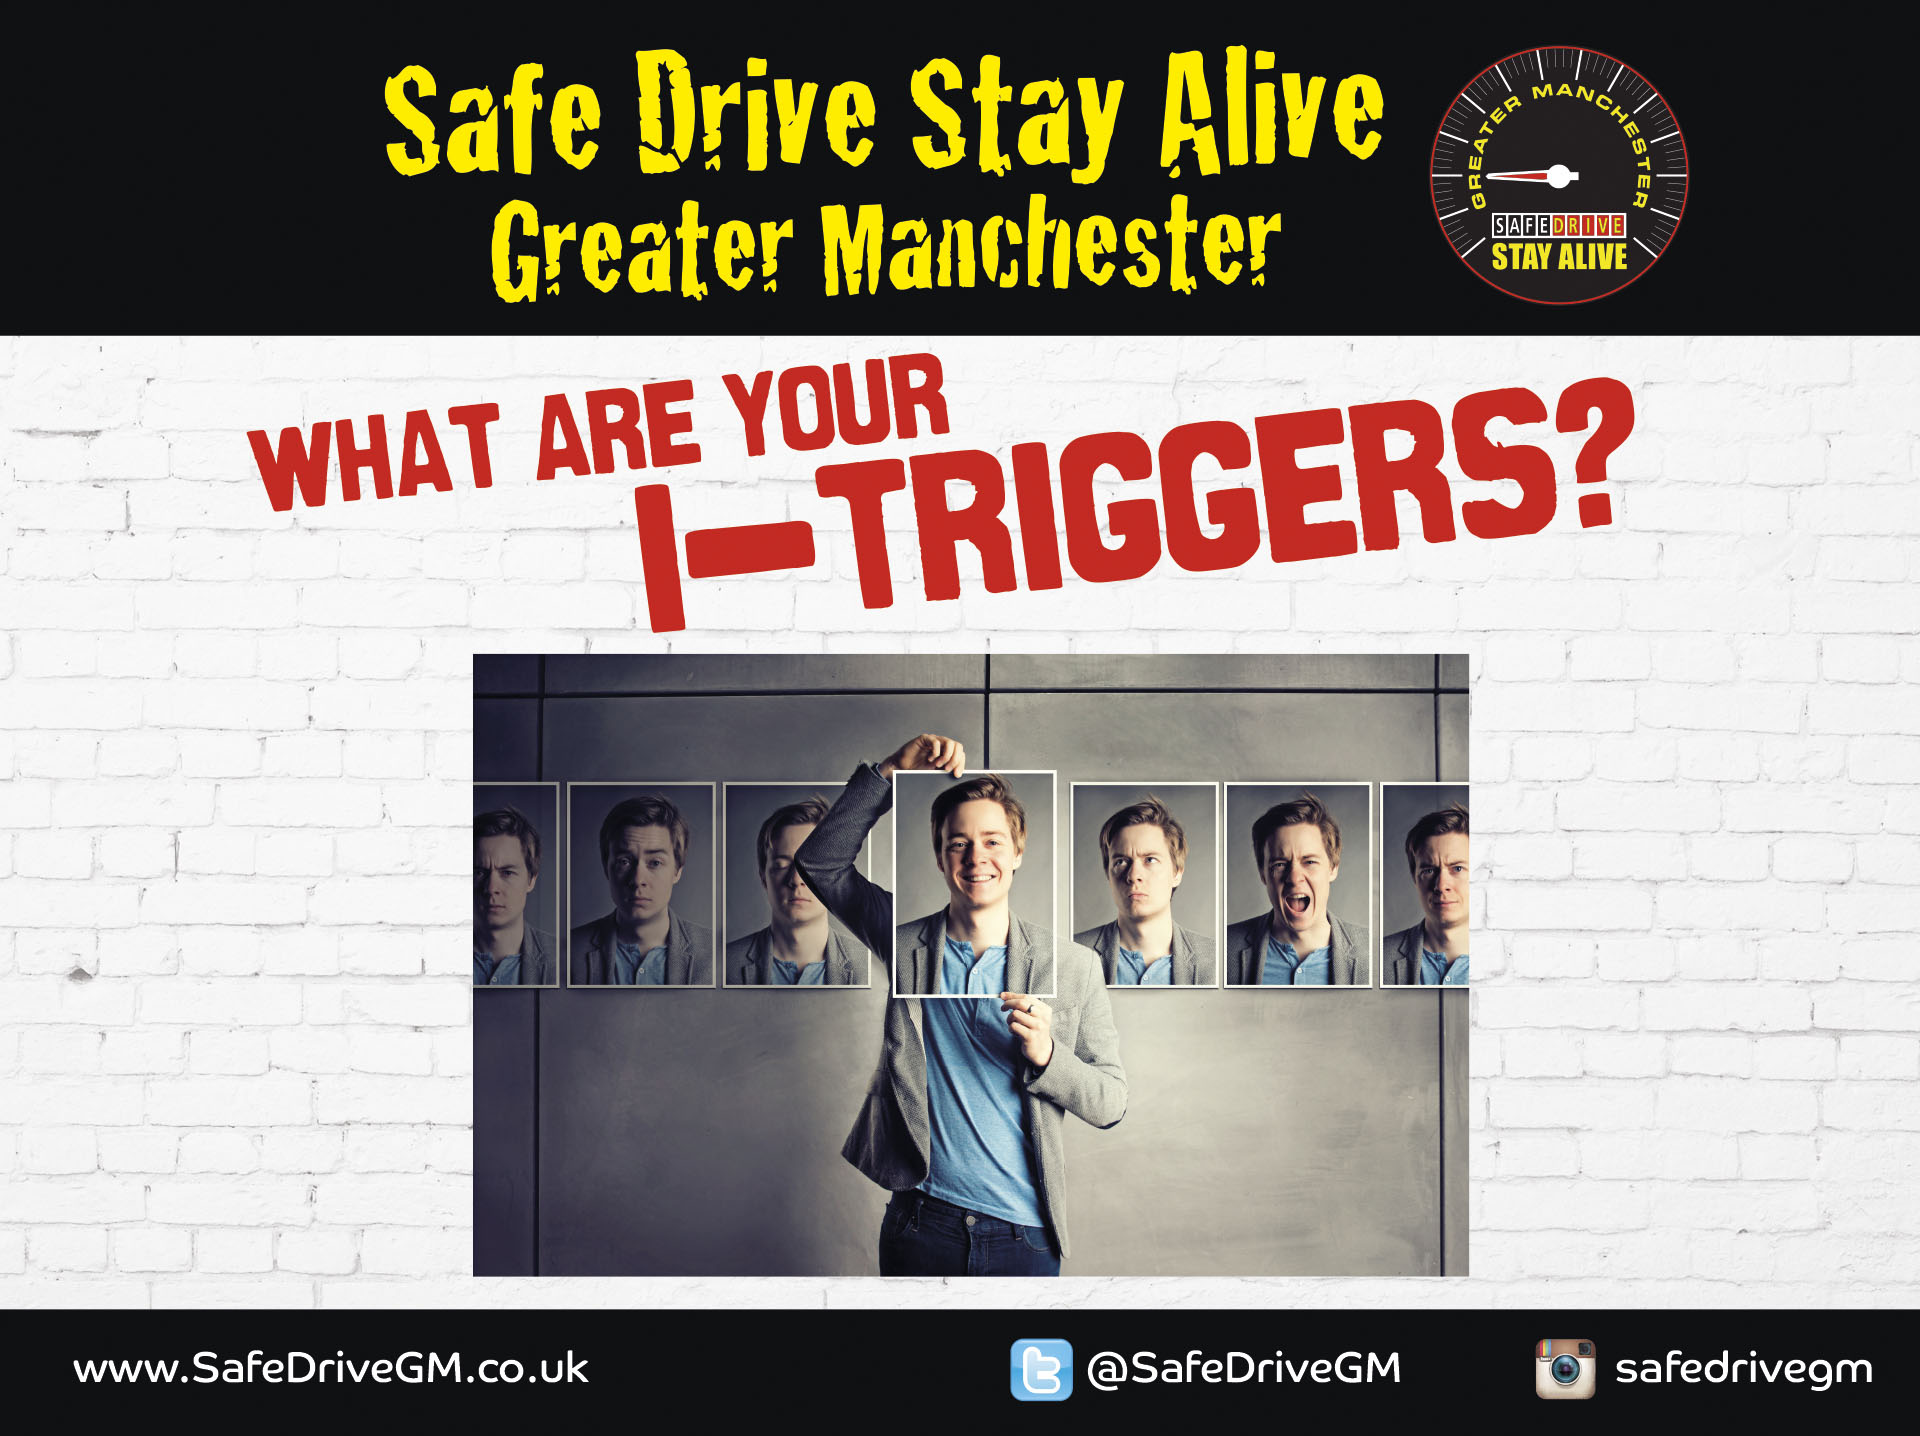 Safe Drive Stay Alive
Greater Manchester
GREATER MANCHESTER
SAFEDRIVE
STAY ALIVE
WHAT ARE YOUR
I-TRIGGERS?
www.SafeDriveGM.co.uk
@SafeDriveGM
safedrivegm